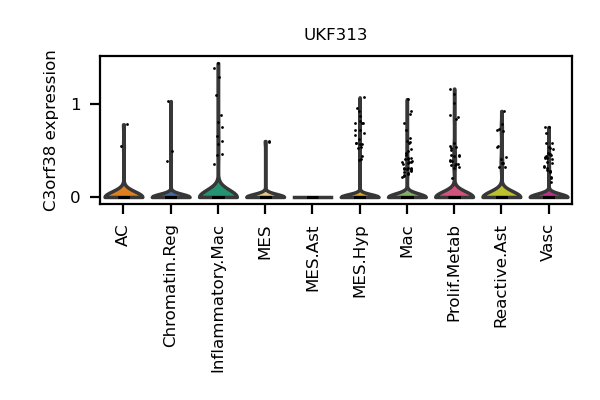 UKF313
C3orf38 expression
1
0
AC
Chromatin.Reg
Inflammatory.Mac
MES
MES.Ast
MES.Hyp
Mac
Prolif.Metab
Reactive.Ast
Vasc